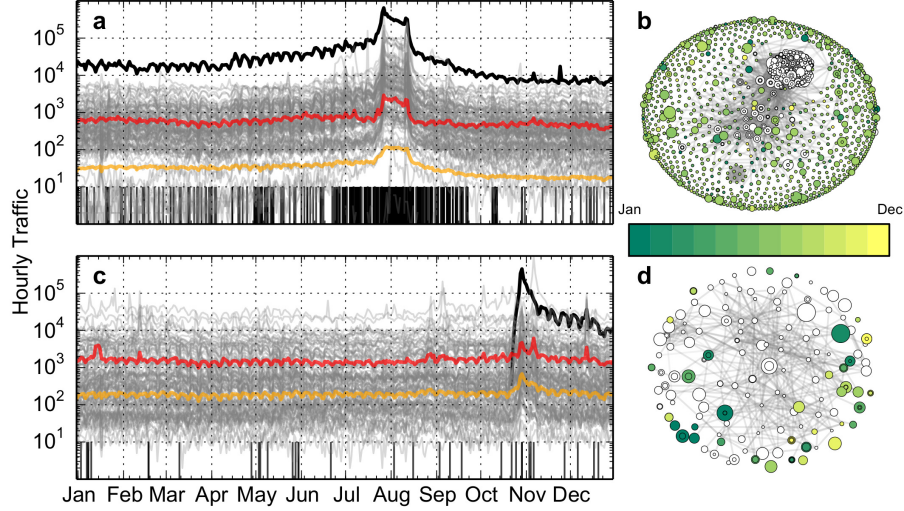 a
b
10^5
10^4
10^3
10^2
10^1
Jan
Dec
Hourly Traffic
c
d
10^5
10^4
10^3
10^2
10^1
Jan Feb Mar Apr May Jun Jul Aug Sep Oct Nov Dec